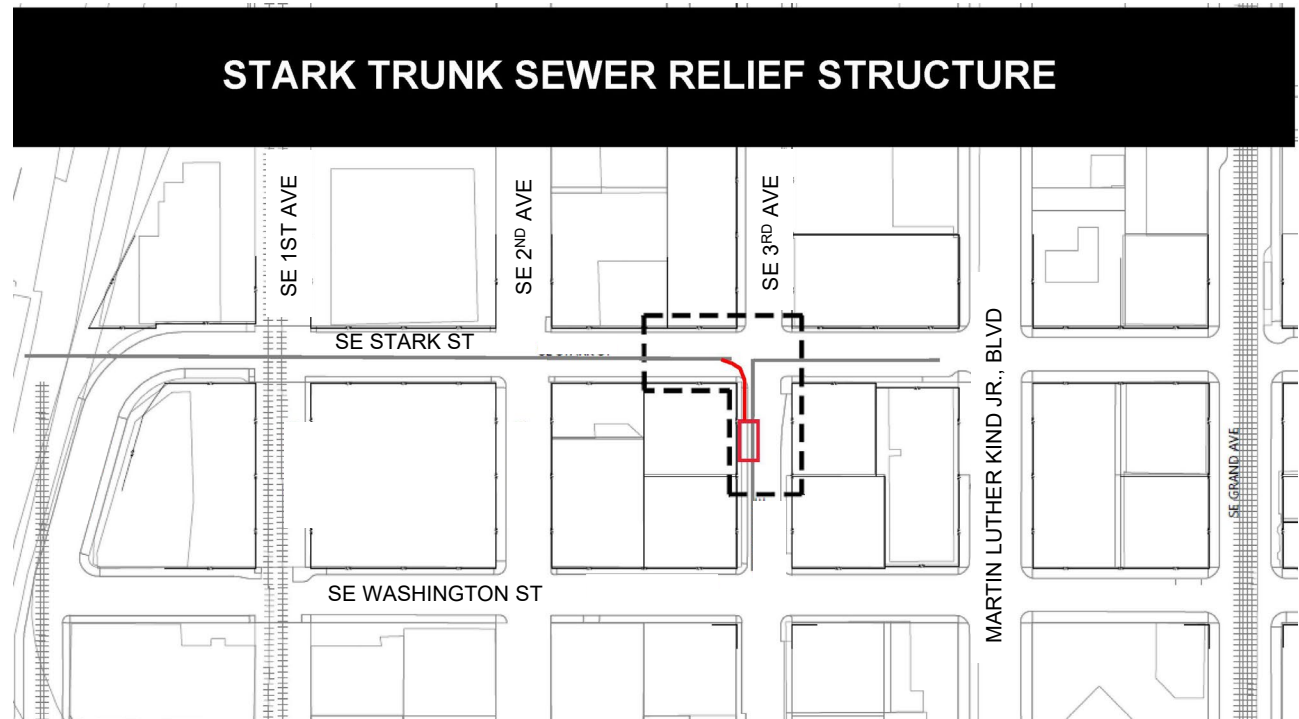 STARK TRUNK SEWER RELIEF STRUCTURE
SE 1ST AVE
SE 2ND AVE
SE 3RD AVE
SE STARK ST
MARTIN LUTHER KIND JR., BLVD
SE GRAND AVE
SE WASHINGTON ST